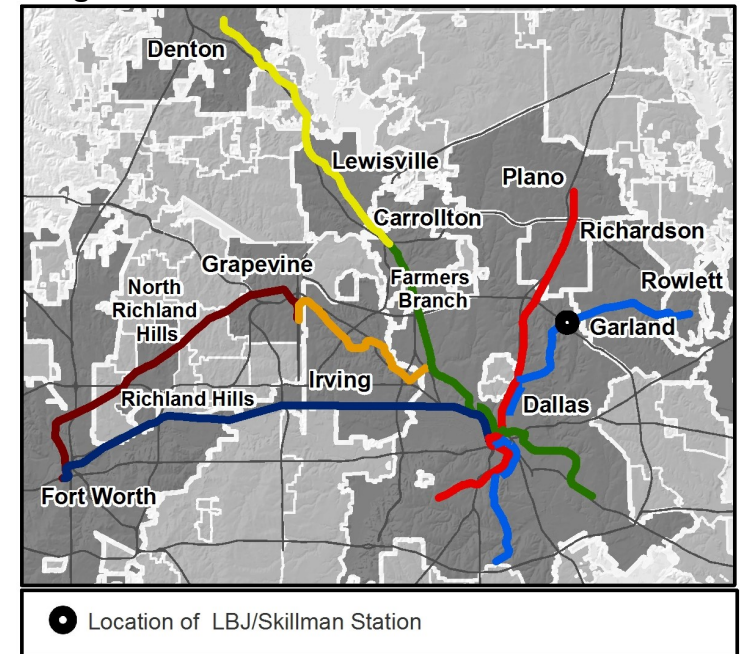 Denton
Lewisville
Plano
Carrollton
Richardson
Grapevine
Farmers
Branch
Rowlett
North
Richland
Hills
Garland
Irving
Richland Hills
Dallas
Fort Worth
Location of LBJ/Skillman Station